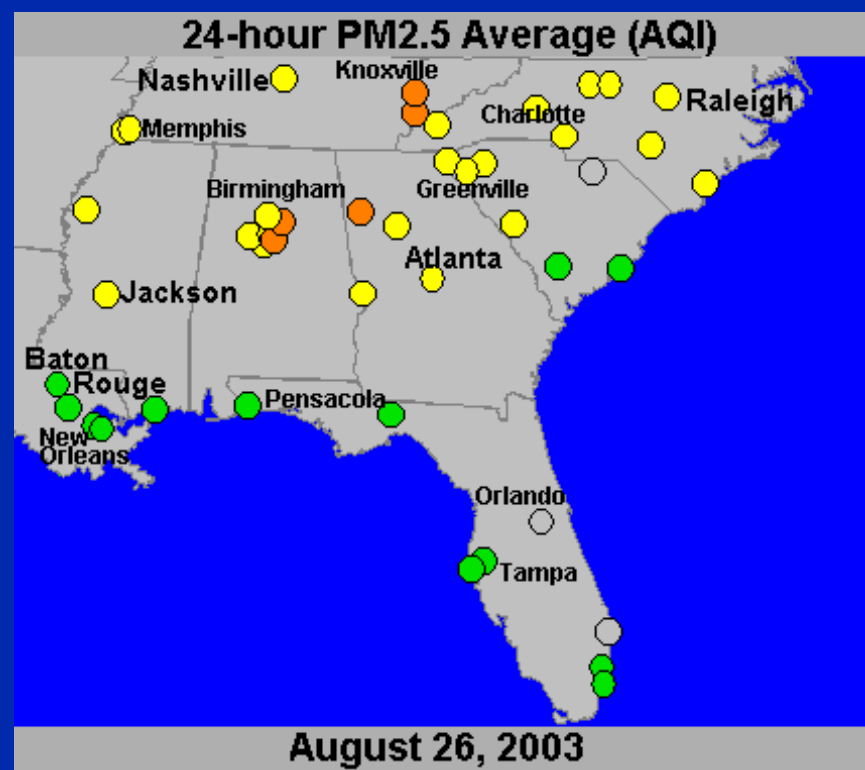 24-hour PM2.5 Average (AQI)
Knoxville
Nashville
Charlotte
Raleigh
Memphis
Birmingham
Greenville
Atlanta
Jackson
Baton
Rouge
Pensacola
New
Orleans
Orlando
Tampa
August 26, 2003